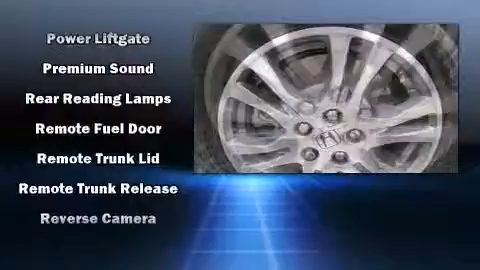 Power Liftgate
Premium Sound
Rear Reading Lamps
Remote Fuel Door
Remote Trunk Lid
Remote Trunk Release
Reverse Camera